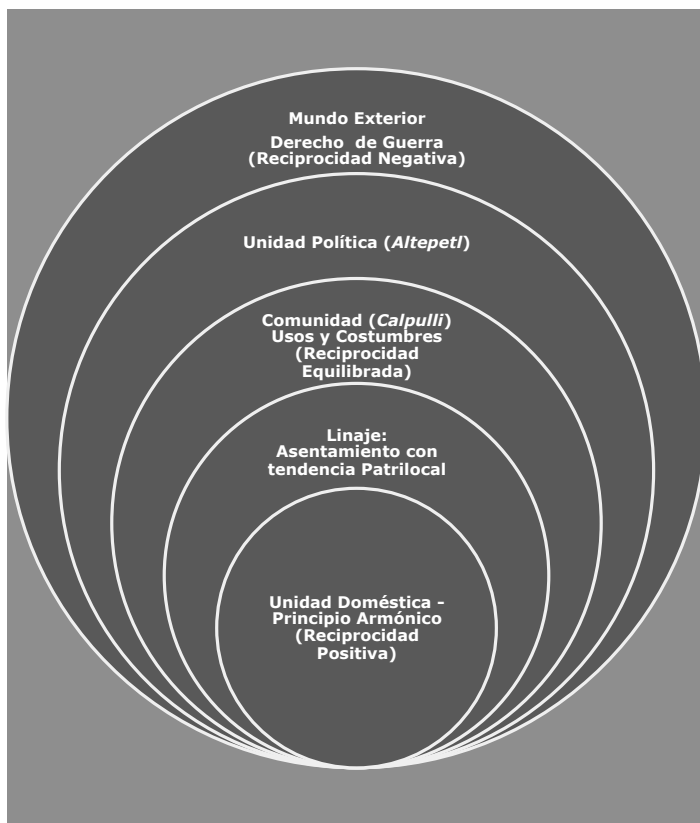 Mundo Exterior
Derecho de Guerra
(Reciprocidad Negativa)
Unidad Política (Altepetl)
Comunidad (Calpulli)
Usos y Costumbres
(Reciprocidad
Equilibrada)
Linaje:
Asentamiento con
tendencia Patrilocal
Unidad Doméstica -
Principio Armónico
(Reciprocidad
Positiva)